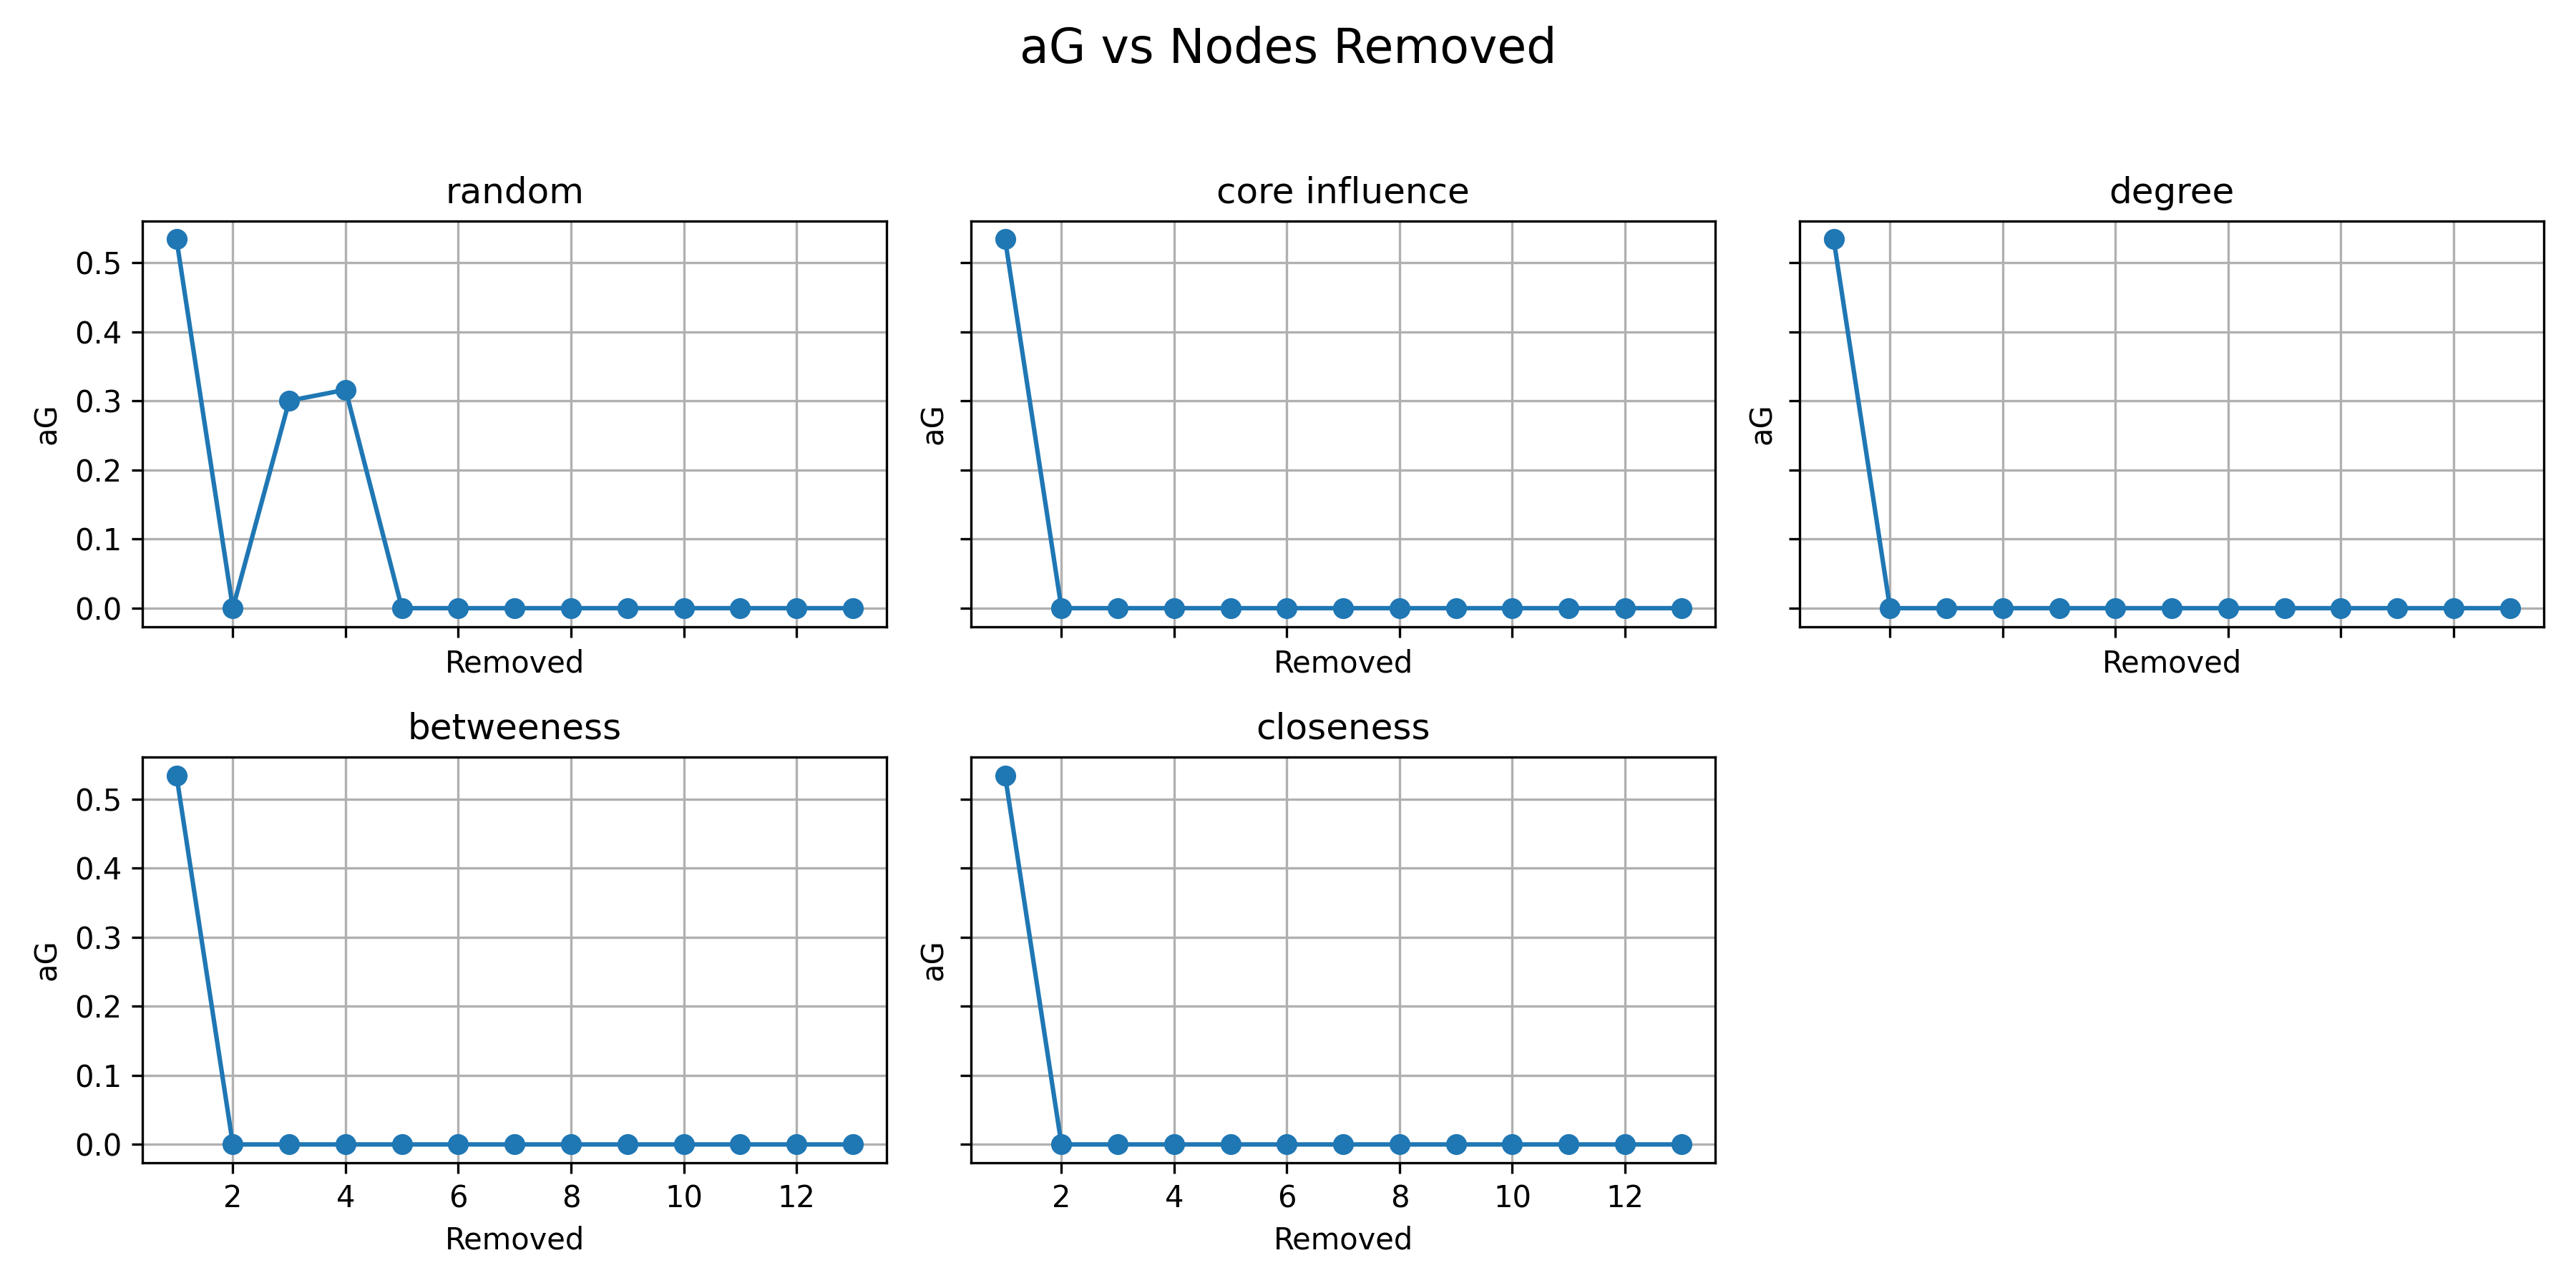 aG vs Nodes Removed
random
core influence
degree
aG
0.5
0.4
0.3
0.2
0.1
0.0
Removed
aG
Removed
aG
Removed
betweeness
closeness
aG
0.5
0.4
0.3
0.2
0.1
0.0
2 4 6 8 10 12
Removed
aG
2 4 6 8 10 12
Removed